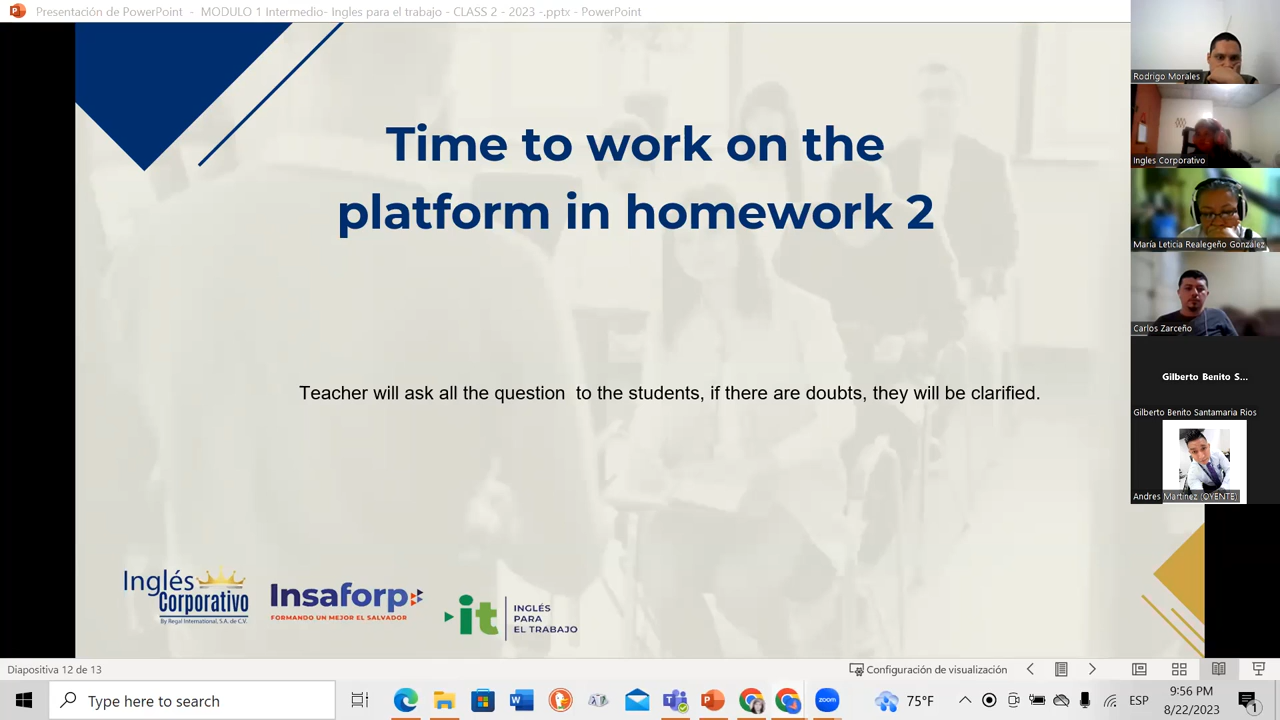 Presentación de PowerPoint - MODULO 1 Intermedio- Ingles para el trabajo - CLASS 2 - 2023 -.pptx - PowerPoint
Time to work on the
platform in homework 2
Teacher will ask all the question to the students, if there are doubts, they will be clarified.
Inglés
Corporativo
By Regal International, S.A. de C.V.
Insaforp
FORMANDO UN MEJOR EL SALVADOR
it
INGLÉS
PARA
EL TRABAJO
Rodrigo Morales
Ingles Corporativo
María Leticia Realegeño González
Carlos Zarceño
Gilberto Benito S...
Gilberto Benito Santamaria Rios
Andres Martinez (OYENTE)
Diapositiva 12 de 13
Configuración de visualización
Type here to search
zoom
75°F
ESP
9:56 PM
8/22/2023
1